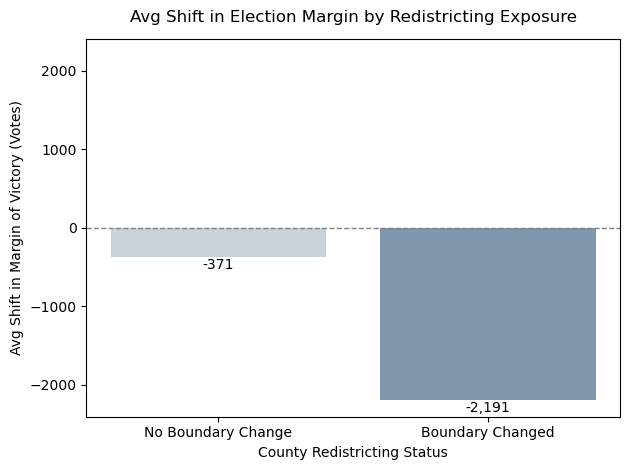 Avg Shift in Election Margin by Redistricting Exposure
Avg Shift in Margin of Victory (Votes)
2000
1000
0
−1000
−2000
-371
-2,191
No Boundary Change
Boundary Changed
County Redistricting Status